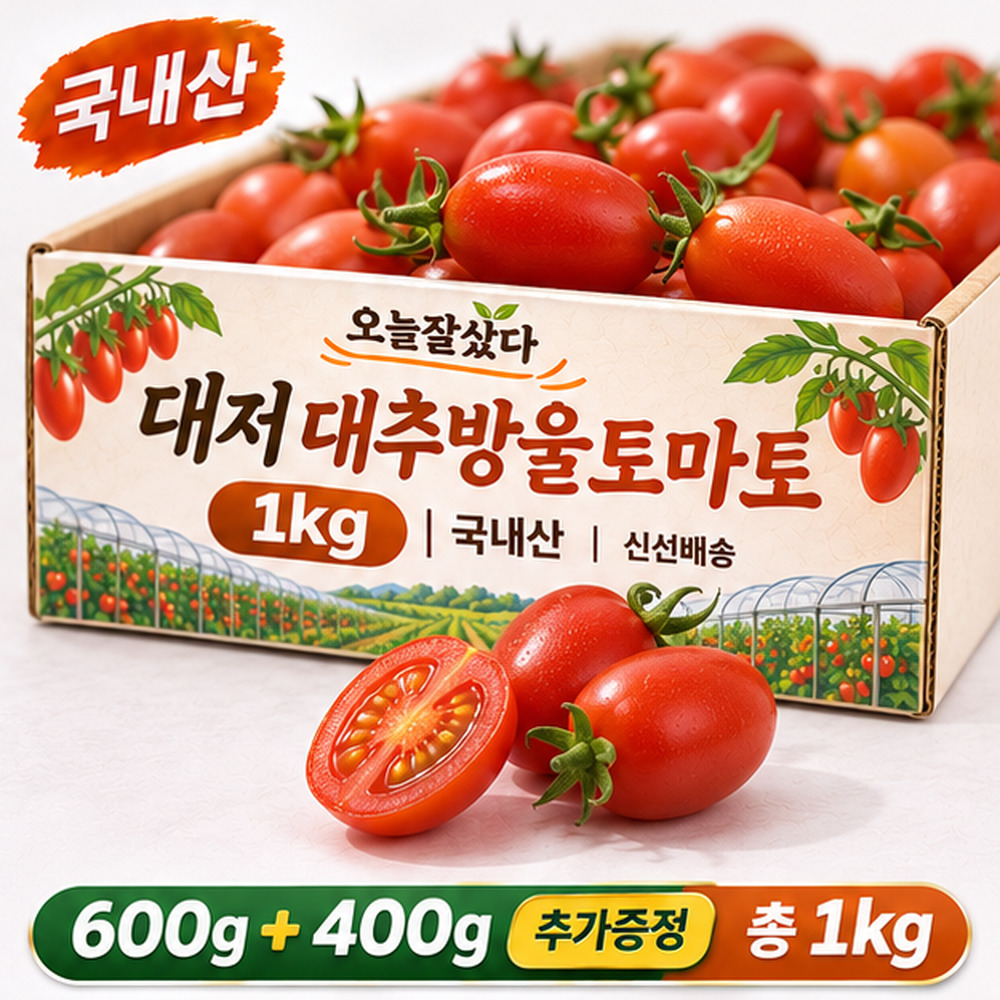 국내산
오늘잘샀다
대저 대추방울토마토
1kg | 국내산 | 신선배송
600g + 400g 추가증정 총 1kg